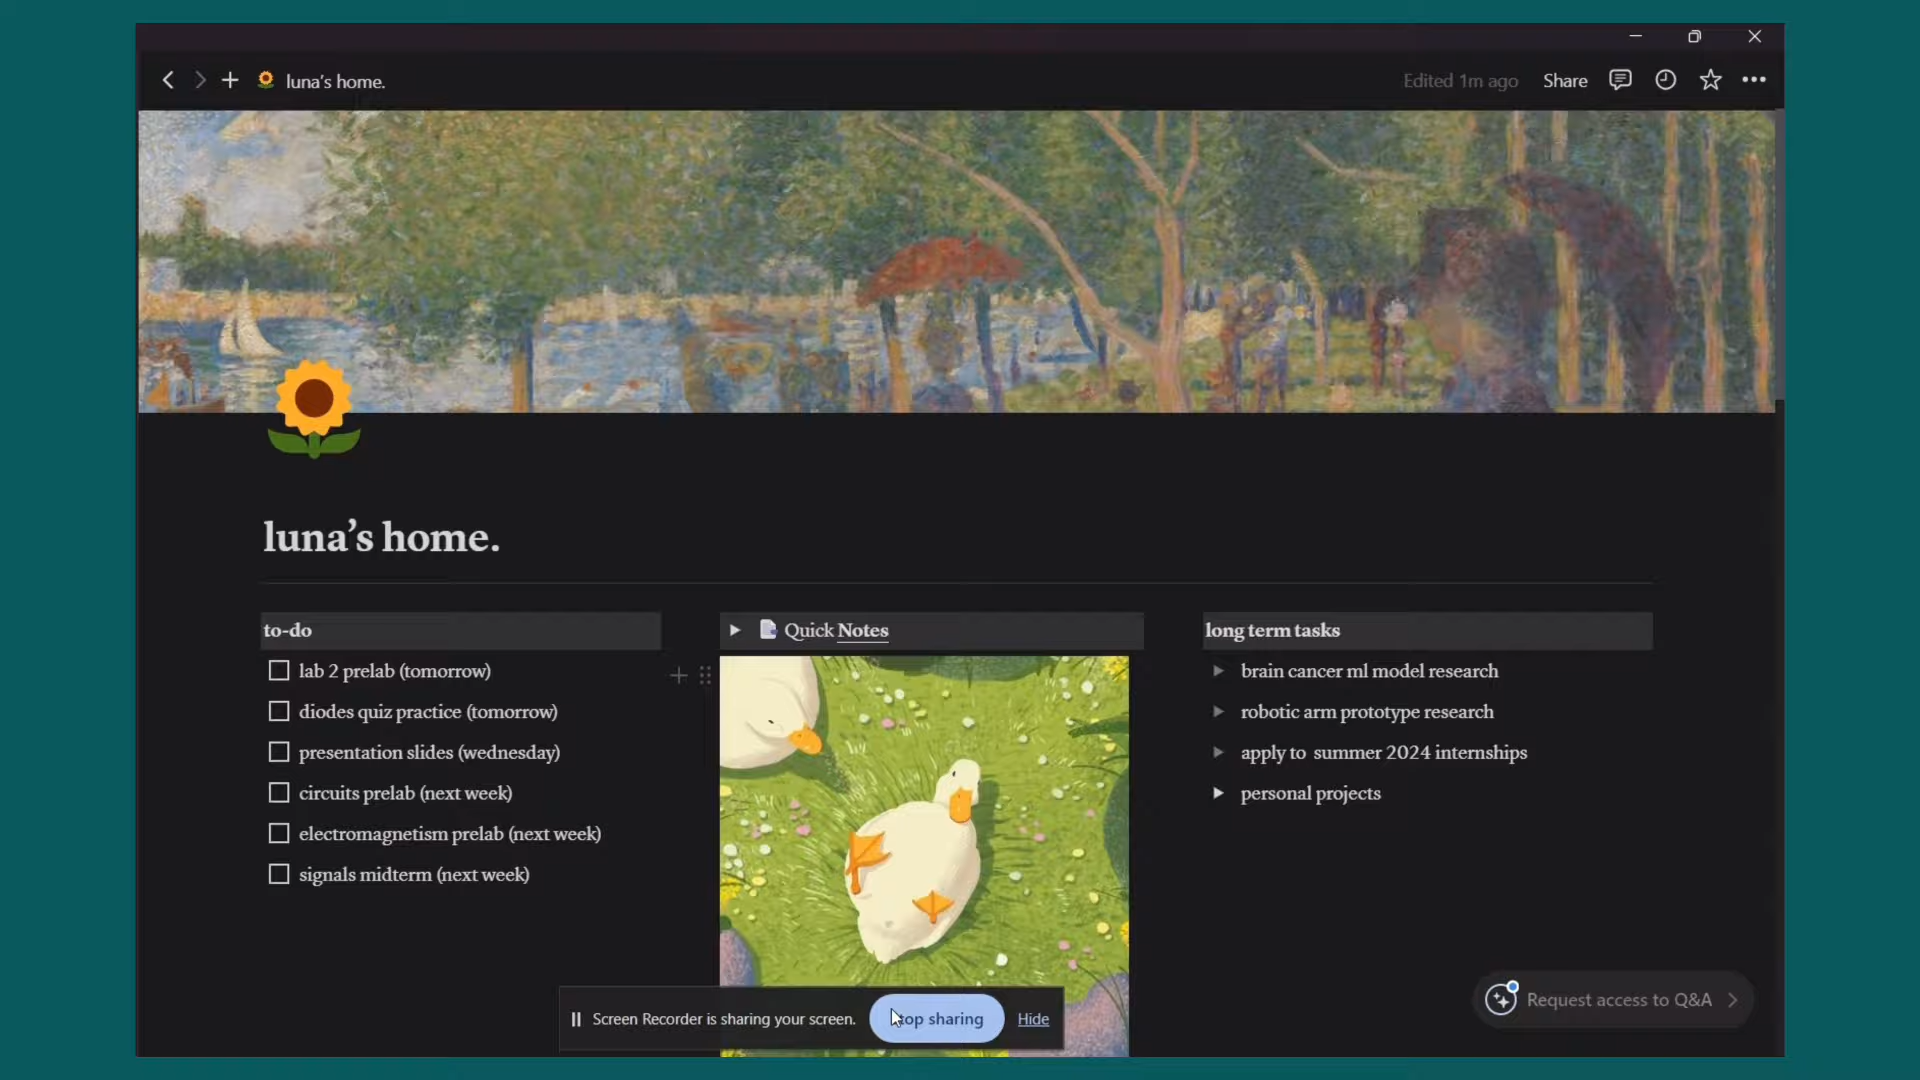 luna's home.
Edited 1m ago
Share
luna's home.
to-do
lab 2 prelab (tomorrow)
diodes quiz practice (tomorrow)
presentation slides (wednesday)
circuits prelab (next week)
electromagnetism prelab (next week)
signals midterm (next week)
Quick Notes
long term tasks
brain cancer ml model research
robotic arm prototype research
apply to summer 2024 internships
personal projects
Screen Recorder is sharing your screen.
top sharing
Hide
Request access to Q&A